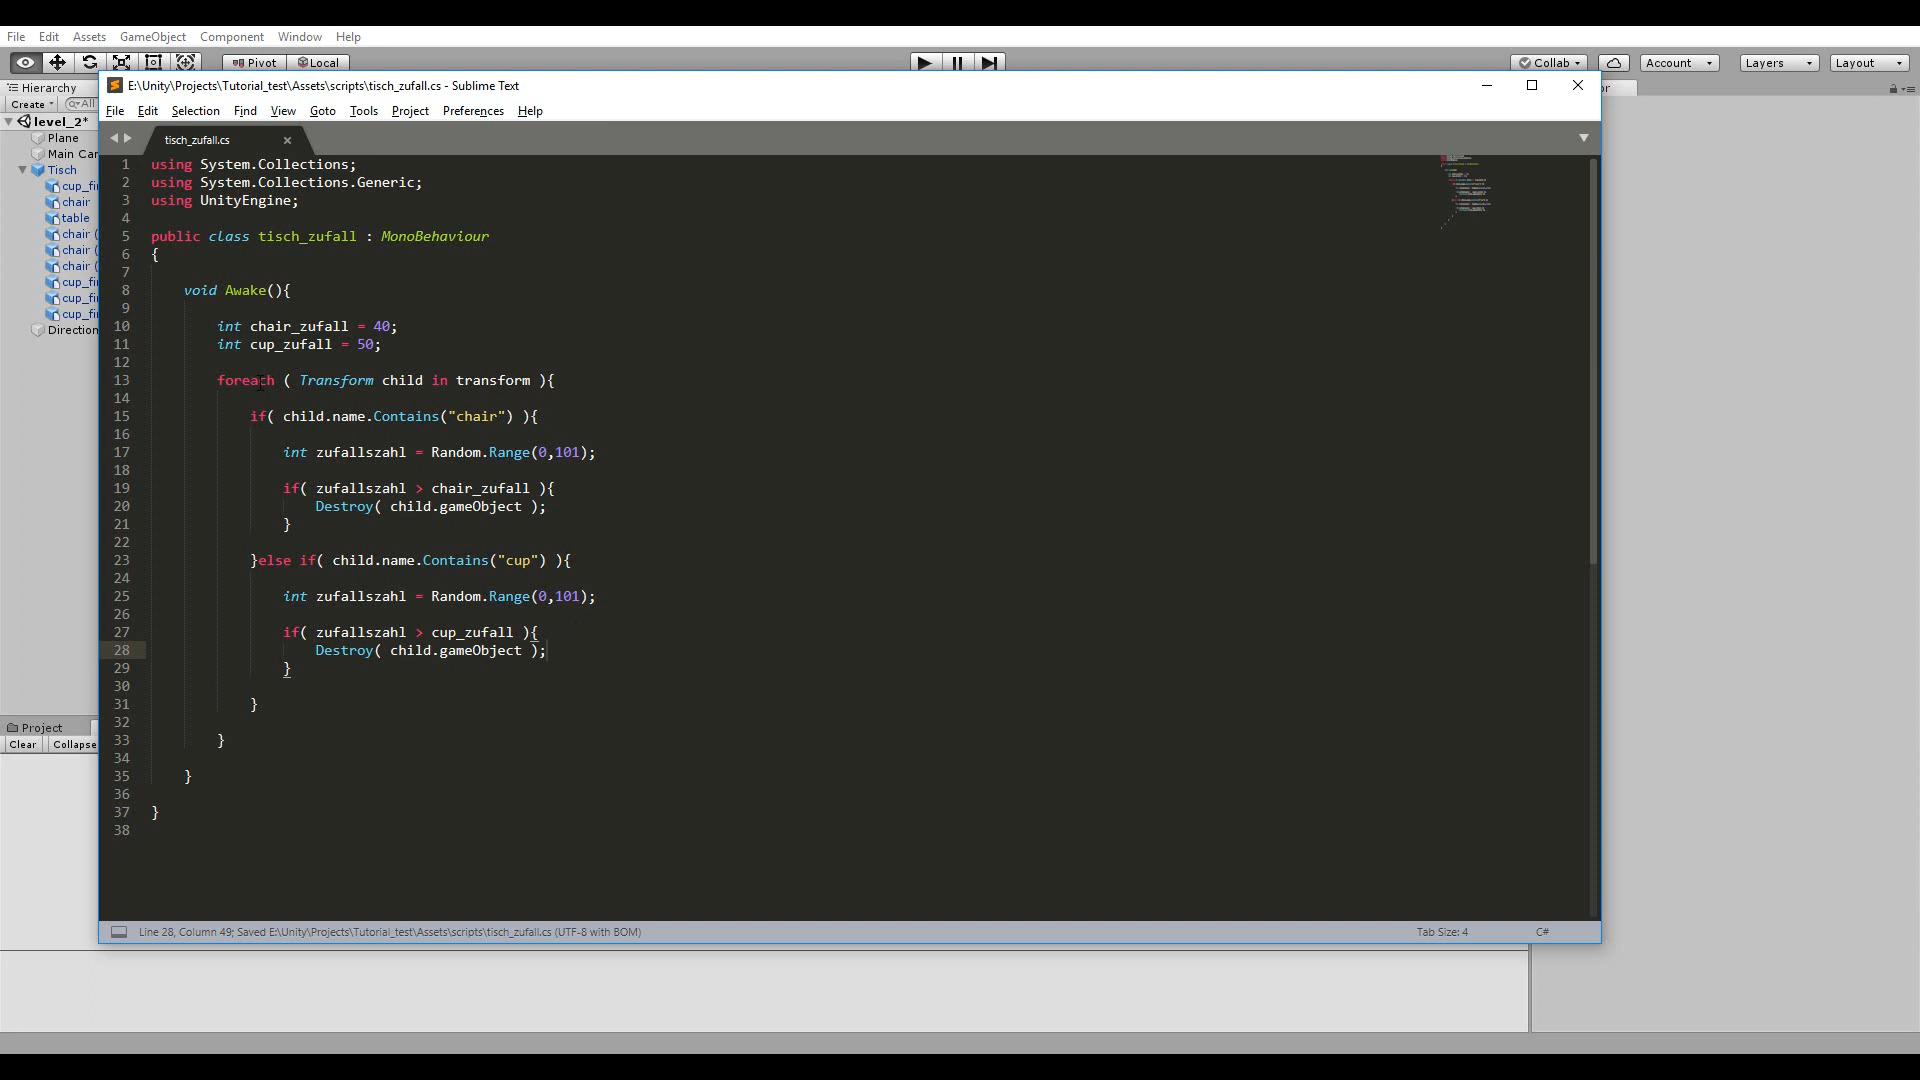 File Edit Assets GameObject Component Window Help
Pivot Local Collab Account Layers Layout
Hierarchy
Create All
level_2*
Plane
Main Car
Tisch
cup_fi
chair
table
chair (
chair (
chair (
cup_fi
cup_fi
cup_fi
Direction
Project
Clear Collapse
or
E:\Unity\Projects\Tutorial_test\Assets\scripts\tisch_zufall.cs - Sublime Text
File Edit Selection Find View Goto Tools Project Preferences Help
tisch_zufall.cs
1 using System.Collections;
2 using System.Collections.Generic;
3 using UnityEngine;
4
5 public class tisch_zufall : MonoBehaviour
6 {
7
8 void Awake(){
9
10 int chair_zufall = 40;
11 int cup_zufall = 50;
12
13 foreach ( Transform child in transform ){
14
15 if( child.name.Contains("chair") ){
16
17 int zufallszahl = Random.Range(0,101);
18
19 if( zufallszahl > chair_zufall ){
20 Destroy( child.gameObject );
21 }
22
23 }else if( child.name.Contains("cup") ){
24
25 int zufallszahl = Random.Range(0,101);
26
27 if( zufallszahl > cup_zufall ){
28 Destroy( child.gameObject );
29 }
30
31 }
32
33 }
34
35 }
36
37 }
38
Line 28, Column 49; Saved E:\Unity\Projects\Tutorial_test\Assets\scripts\tisch_zufall.cs (UTF-8 with BOM) Tab Size: 4 C#